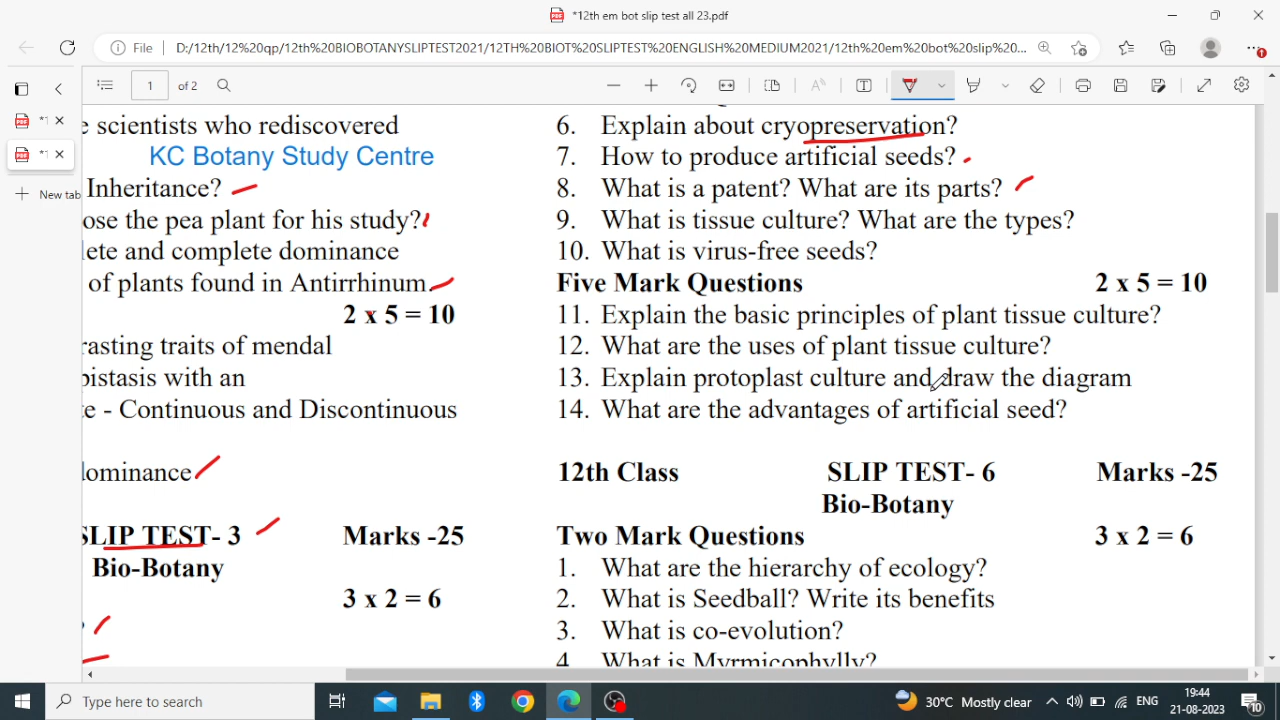 *12th em bot slip test all 23.pdf
File D:/12th/12%20qp/12th%20BIOBOTANYSLIPTEST2021/12TH%20BIOT%20SLIPTEST%20ENGLISH%20MEDIUM2021/12th%20em%20bot%20slip%20...
1 of 2
New tab
e scientists who rediscovered
KC Botany Study Centre
Inheritance?
ose the pea plant for his study?
lete and complete dominance
of plants found in Antirrhinum.
2 x 5 = 10
rasting traits of mendal
pistasis with an
e - Continuous and Discontinuous
dominance
SLIP TEST- 3 Marks -25
Bio-Botany
3 x 2 = 6
6. Explain about cryopreservation?
7. How to produce artificial seeds?
8. What is a patent? What are its parts?
9. What is tissue culture? What are the types?
10. What is virus-free seeds?
Five Mark Questions 2 x 5 = 10
11. Explain the basic principles of plant tissue culture?
12. What are the uses of plant tissue culture?
13. Explain protoplast culture and draw the diagram
14. What are the advantages of artificial seed?
12th Class SLIP TEST- 6 Marks -25
Bio-Botany
Two Mark Questions 3 x 2 = 6
1. What are the hierarchy of ecology?
2. What is Seedball? Write its benefits
3. What is co-evolution?
4 What is Myrmicophylly?
Type here to search
30°C Mostly clear
ENG
19:44
21-08-2023
10